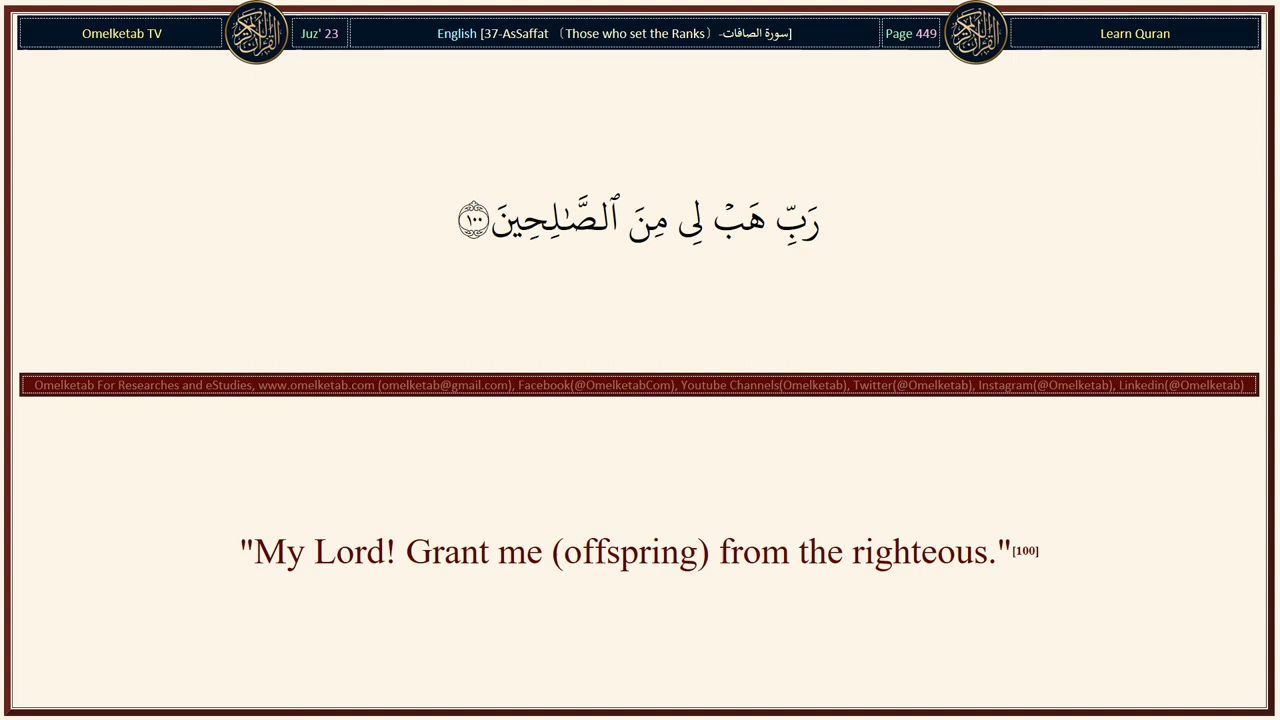 Omelketab TV
Juz' 23
English [37-AsSaffat 〔Those who set the Ranks〕 -سورة الصافات]
Page 449
Learn Quran
رَبِّ هَبۡ لِی مِنَ ٱلصَّـٰلِحِینَ ١٠٠
Omelketab For Researches and eStudies, www.omelketab.com (omelketab@gmail.com), Facebook(@OmelketabCom), Youtube Channels(Omelketab), Twitter(@Omelketab), Instagram(@Omelketab), Linkedin(@Omelketab)
"My Lord! Grant me (offspring) from the righteous."[100]